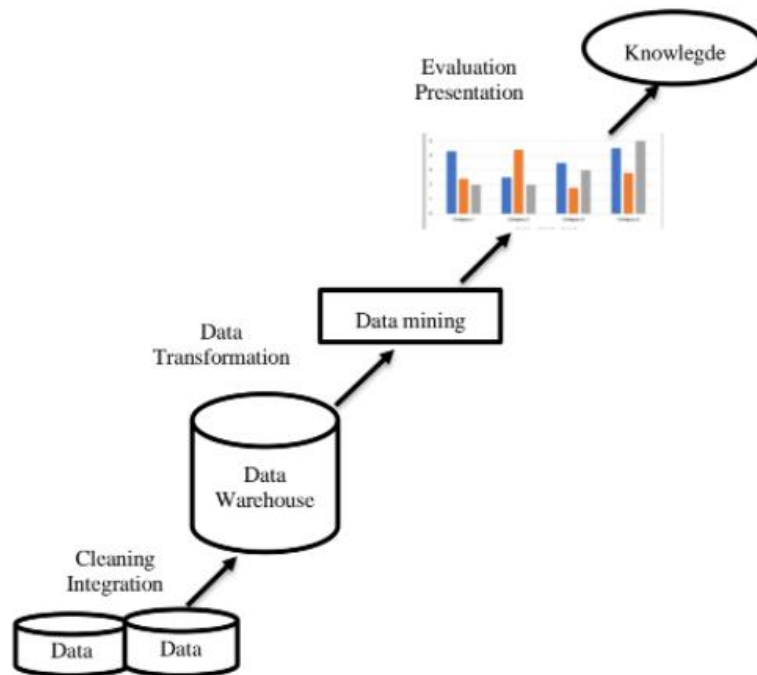 Knowlegde
Evaluation
Presentation
Data mining
Data
Transformation
Data
Warehouse
Cleaning
Integration
Data
Data